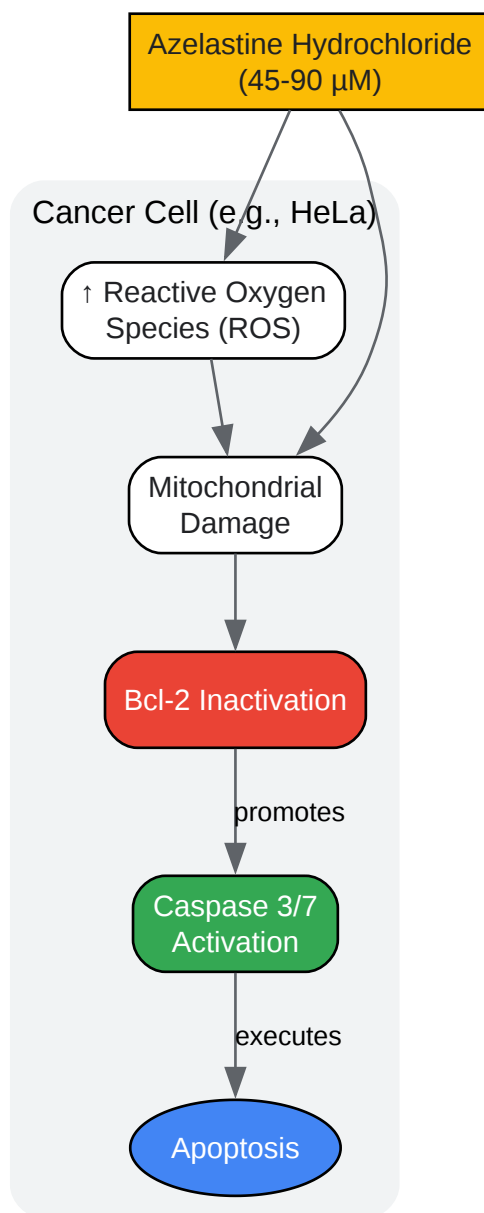 Azelastine Hydrochloride
(45-90 µM)
Cancer Cell (e.g., HeLa)
↑ Reactive Oxygen
Species (ROS)
Mitochondrial
Damage
Bcl-2 Inactivation
promotes
Caspase 3/7
Activation
executes
Apoptosis